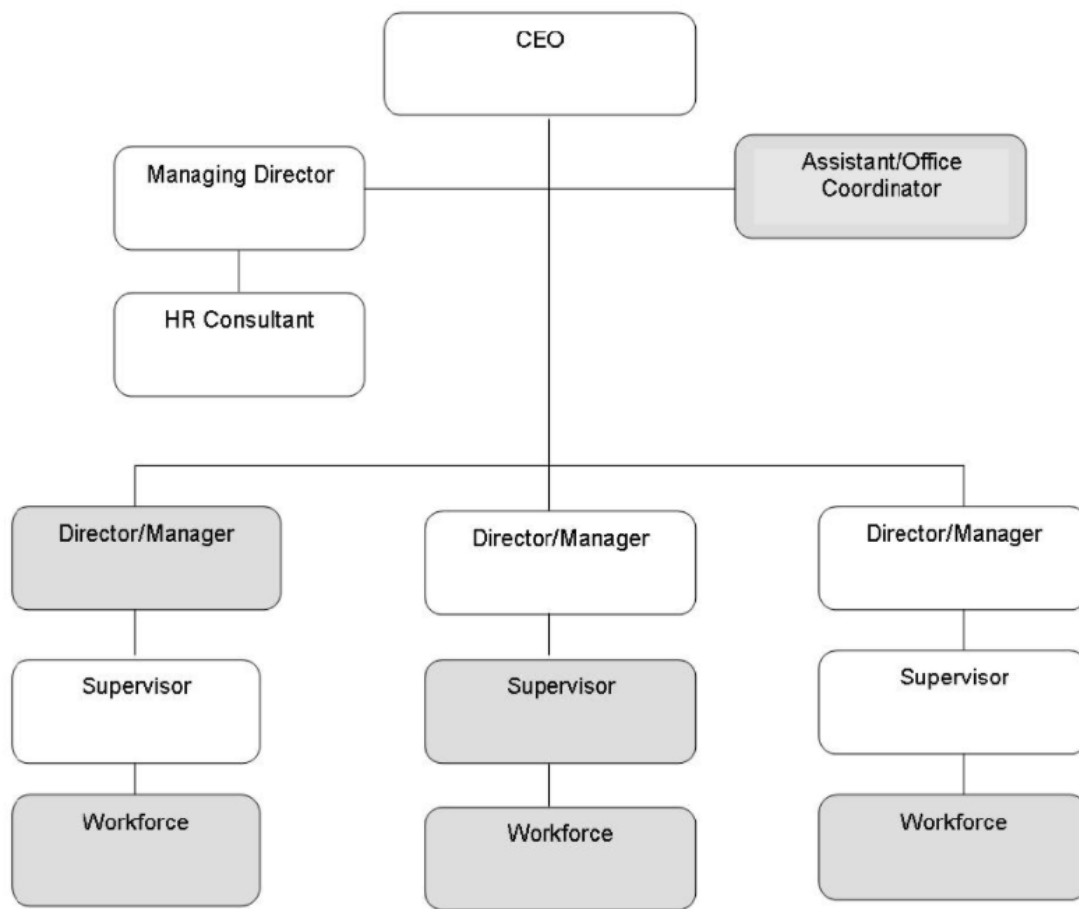 CEO
Managing Director
Assistant/Office
Coordinator
HR Consultant
Director/Manager
Director/Manager
Director/Manager
Supervisor
Supervisor
Supervisor
Workforce
Workforce
Workforce